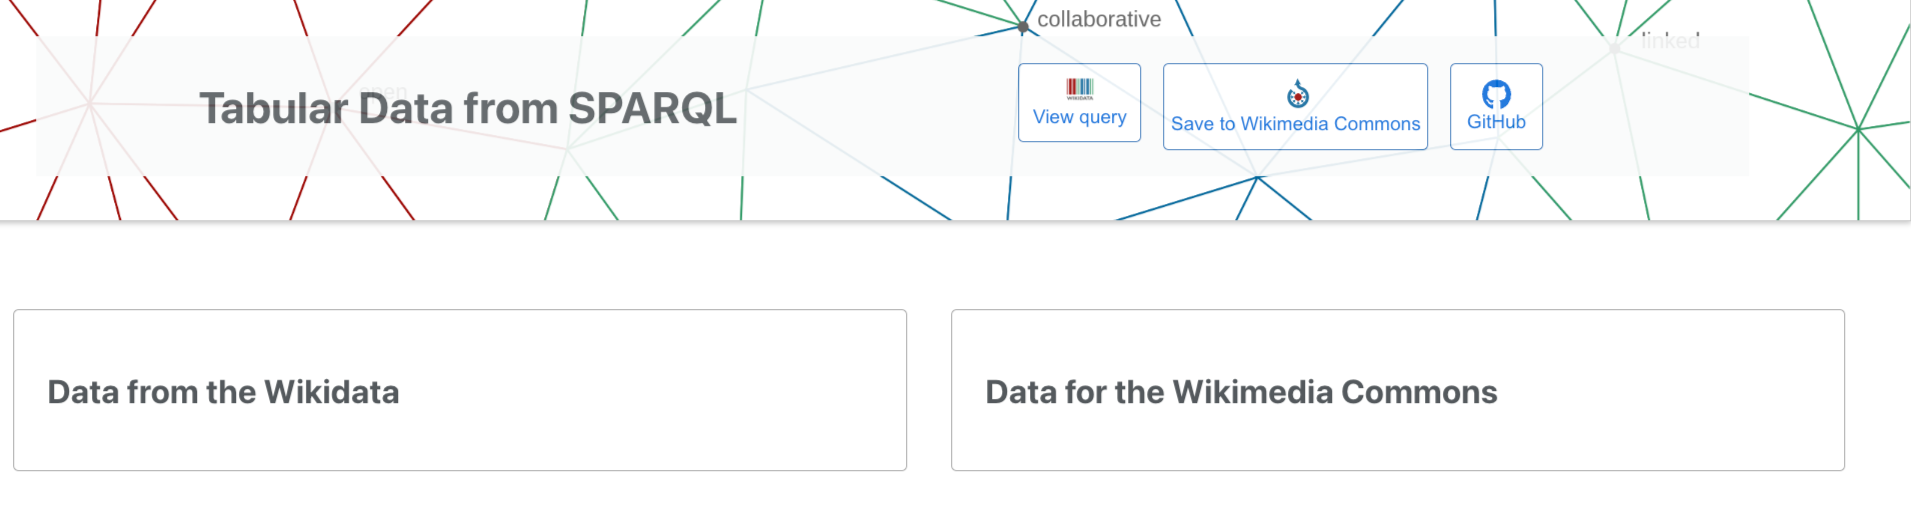 collaborative
linked
open
Tabular Data from SPARQL
WIKIDATA
View query
Save to Wikimedia Commons
GitHub
Data from the Wikidata
Data for the Wikimedia Commons